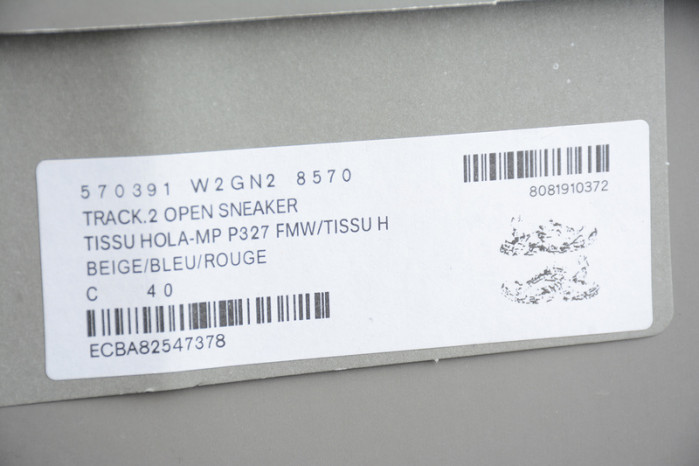 570391 W2GN2 8570
TRACK.2 OPEN SNEAKER
TISSU HOLA-MP P327 FMW/TISSU H
BEIGE/BLEU/ROUGE
C 40
ECBA82547378
8081910372